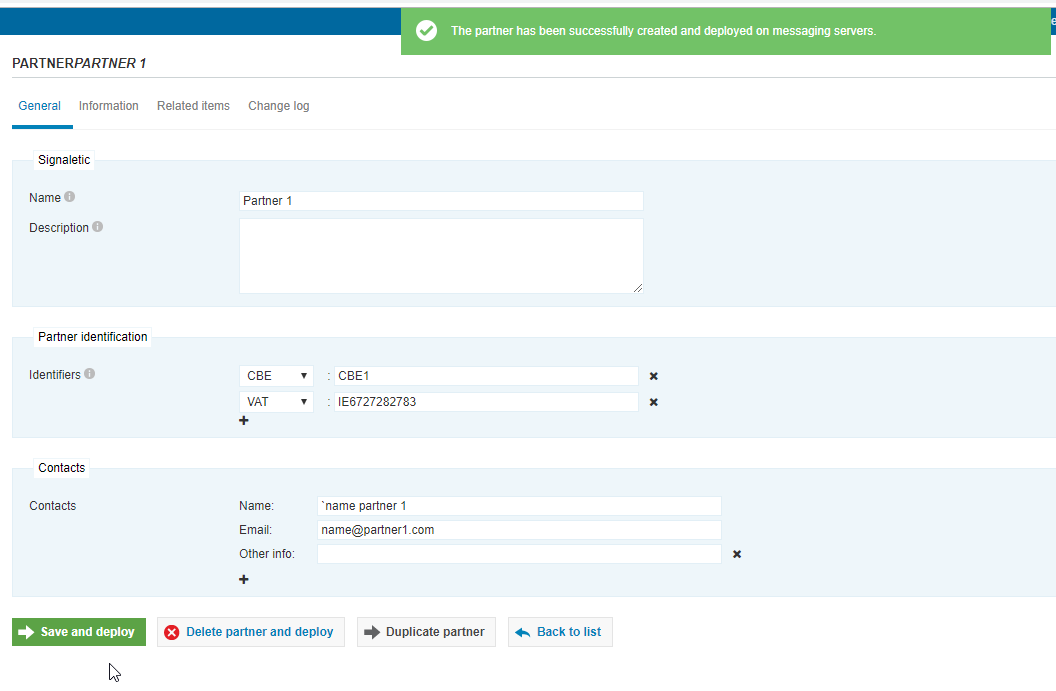 The partner has been successfully created and deployed on messaging servers.
PARTNERPARTNER 1
General Information Related items Change log
Signaletic
Name
Partner 1
Description
Partner identification
Identifiers
CBE : CBE1
VAT : IE6727282783
Contacts
Contacts
Name: `name partner 1
Email: name@partner1.com
Other info:
Save and deploy Delete partner and deploy Duplicate partner Back to list